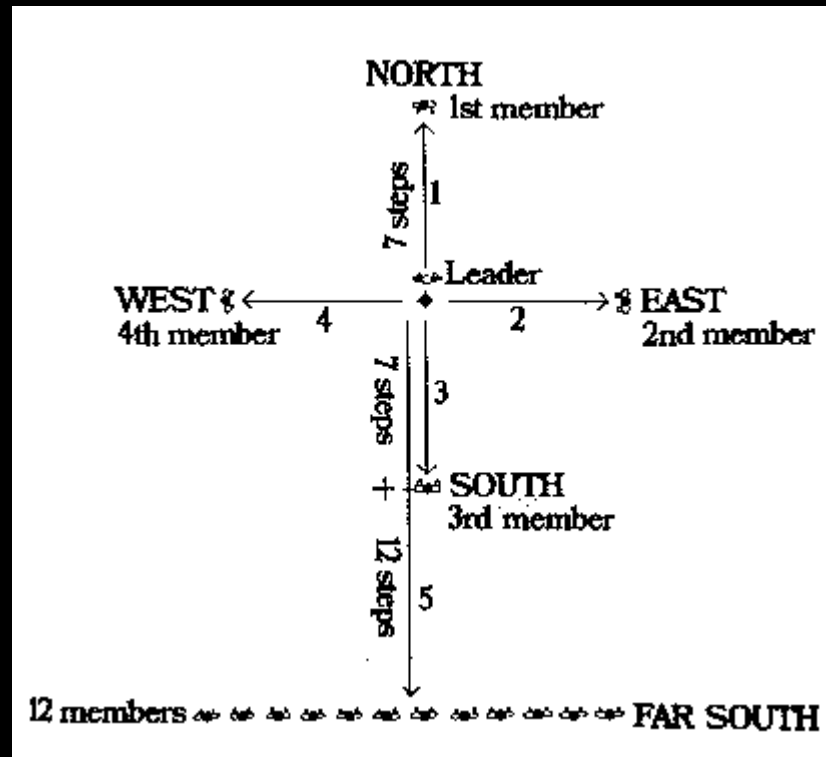 NORTH
1st member
7 steps
1
Leader
WEST
4th member
4
2
EAST
2nd member
7 steps
3
+
SOUTH
3rd member
12 steps
5
12 members
FAR SOUTH